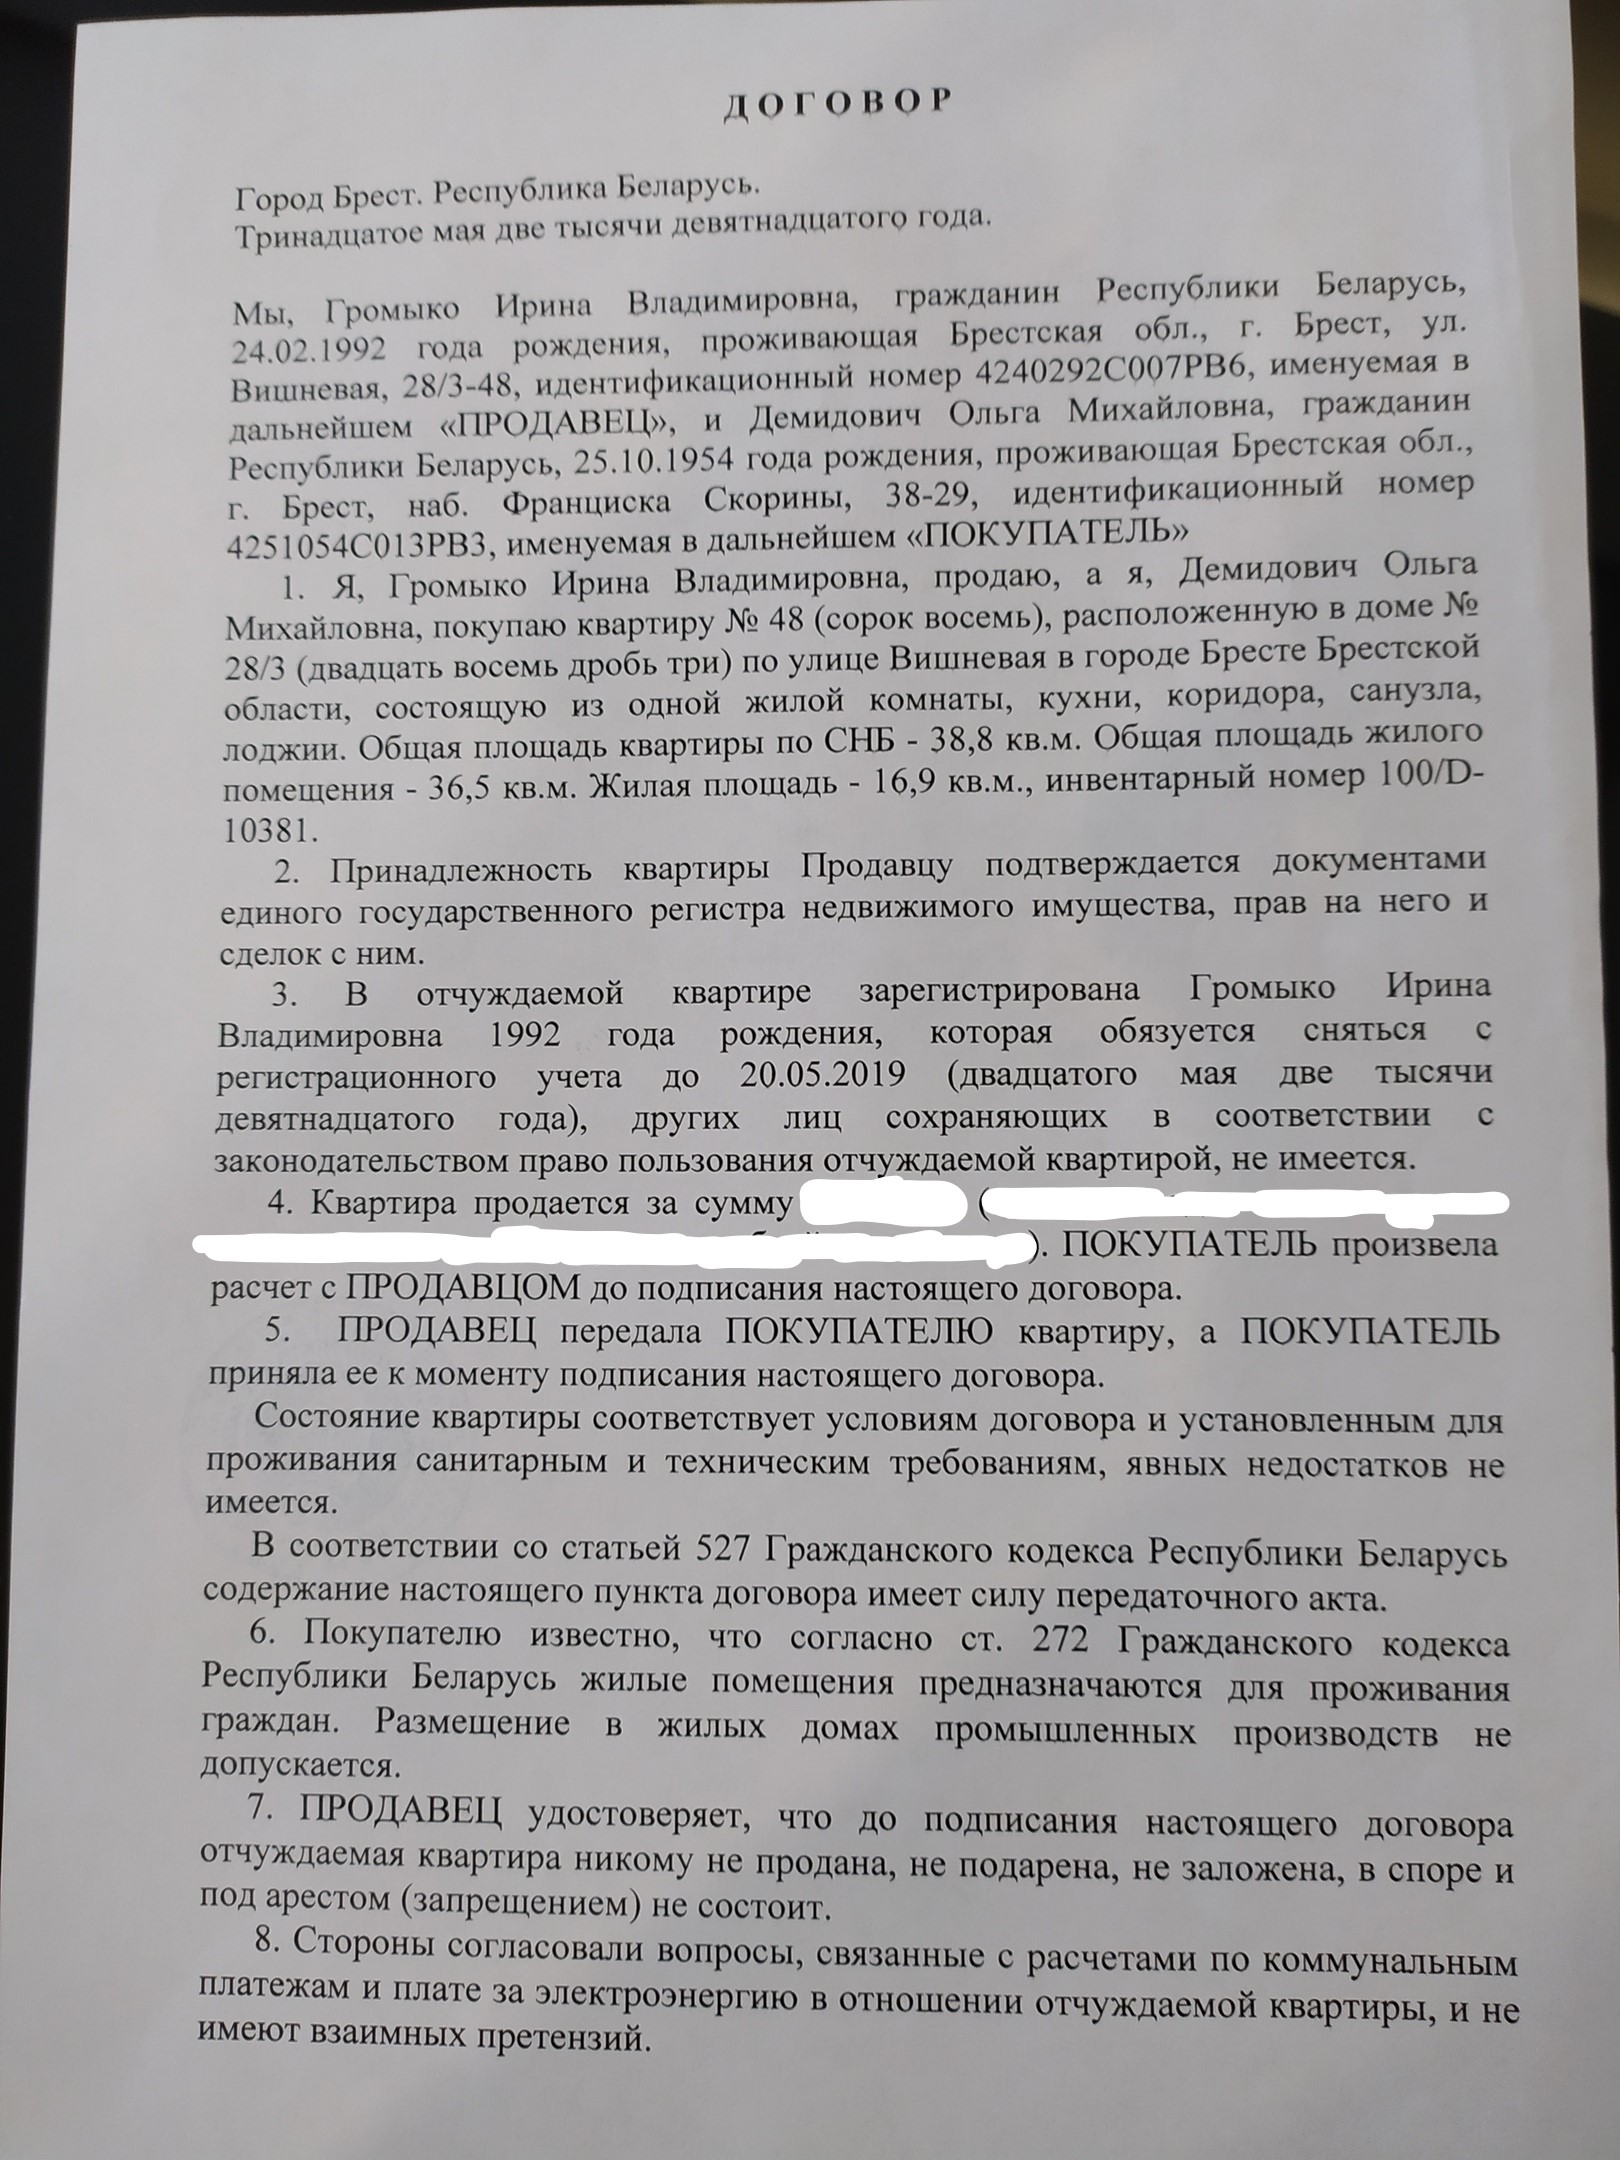 ДОГОВОР
Город Брест. Республика Беларусь.
Тринадцатое мая две тысячи девятнадцатого года.
Мы, Громыко Ирина Владимировна, гражданин Республики Беларусь,
24.02.1992 года рождения, проживающая Брестская обл., г. Брест, ул.
Вишневая, 28/3-48, идентификационный номер 4240292С007РВ6, именуемая в
дальнейшем «ПРОДАВЕЦ», и Демидович Ольга Михайловна, гражданин
Республики Беларусь, 25.10.1954 года рождения, проживающая Брестская обл.,
г. Брест, наб. Франциска Скорины, 38-29, идентификационный номер
4251054С013РВ3, именуемая в дальнейшем «ПОКУПАТЕЛЬ»
1. Я, Громыко Ирина Владимировна, продаю, а я, Демидович Ольга
Михайловна, покупаю квартиру № 48 (сорок восемь), расположенную в доме №
28/3 (двадцать восемь дробь три) по улице Вишневая в городе Бресте Брестской
области, состоящую из одной жилой комнаты, кухни, коридора, санузла,
лоджии. Общая площадь квартиры по СНБ - 38,8 кв.м. Общая площадь жилого
помещения - 36,5 кв.м. Жилая площадь - 16,9 кв.м., инвентарный номер 100/D-
10381.
2. Принадлежность квартиры Продавцу подтверждается документами
единого государственного регистра недвижимого имущества, прав на него и
сделок с ним.
3. В отчуждаемой квартире зарегистрирована Громыко Ирина
Владимировна 1992 года рождения, которая обязуется сняться с
регистрационного учета до 20.05.2019 (двадцатого мая две тысячи
девятнадцатого года), других лиц сохраняющих в соответствии с
законодательством право пользования отчуждаемой квартирой, не имеется.
4. Квартира продается за сумму (
). ПОКУПАТЕЛЬ произвела
расчет с ПРОДАВЦОМ до подписания настоящего договора.
5. ПРОДАВЕЦ передала ПОКУПАТЕЛЮ квартиру, а ПОКУПАТЕЛЬ
приняла ее к моменту подписания настоящего договора.
Состояние квартиры соответствует условиям договора и установленным для
проживания санитарным и техническим требованиям, явных недостатков не
имеется.
В соответствии со статьей 527 Гражданского кодекса Республики Беларусь
содержание настоящего пункта договора имеет силу передаточного акта.
6. Покупателю известно, что согласно ст. 272 Гражданского кодекса
Республики Беларусь жилые помещения предназначаются для проживания
граждан. Размещение в жилых домах промышленных производств не
допускается.
7. ПРОДАВЕЦ удостоверяет, что до подписания настоящего договора
отчуждаемая квартира никому не продана, не подарена, не заложена, в споре и
под арестом (запрещением) не состоит.
8. Стороны согласовали вопросы, связанные с расчетами по коммунальным
платежам и плате за электроэнергию в отношении отчуждаемой квартиры, и не
имеют взаимных претензий.